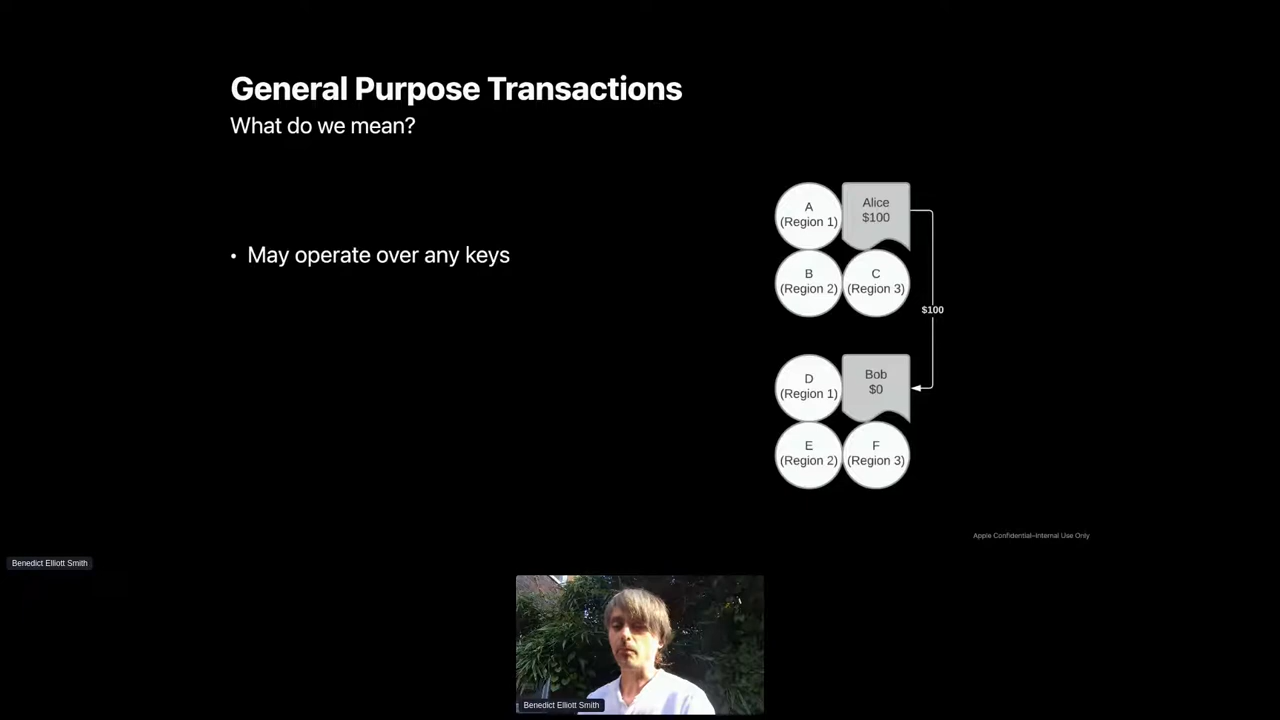 General Purpose Transactions
What do we mean?
• May operate over any keys
A
(Region 1)
Alice
$100
B
(Region 2)
C
(Region 3)
$100
D
(Region 1)
Bob
$0
E
(Region 2)
F
(Region 3)
Apple Confidential–Internal Use Only
Benedict Elliott Smith
Benedict Elliott Smith